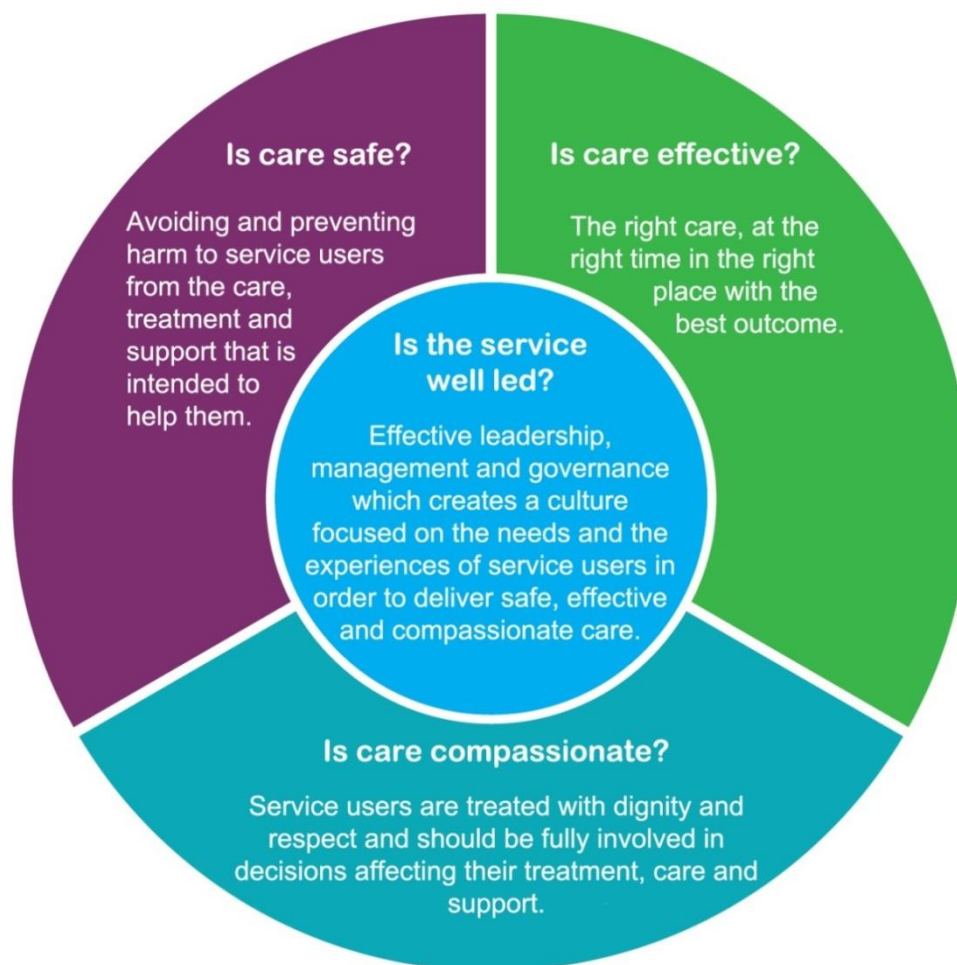 Is care safe?
Avoiding and preventing
harm to service users
from the care,
treatment and
support that is
intended to
help them.
Is care effective?
The right care, at the
right time in the right
place with the
best outcome.
Is the service
well led?
Effective leadership,
management and governance
which creates a culture
focused on the needs and the
experiences of service users in
order to deliver safe, effective
and compassionate care.
Is care compassionate?
Service users are treated with dignity and
respect and should be fully involved in
decisions affecting their treatment, care and
support.